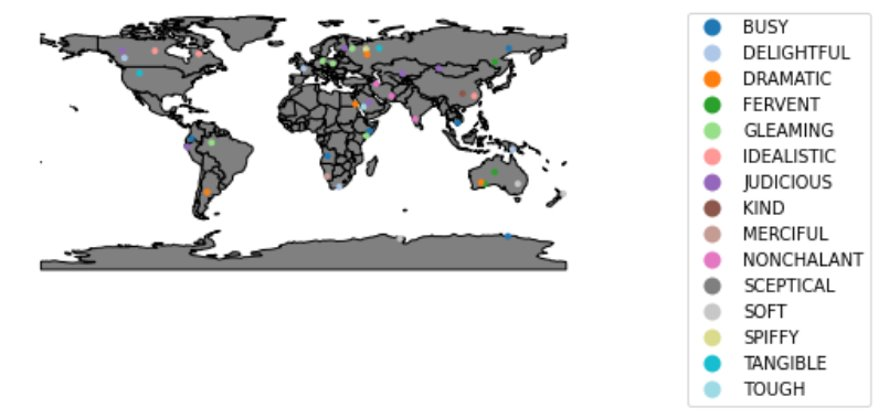 BUSY
DELIGHTFUL
DRAMATIC
FERVENT
GLEAMING
IDEALISTIC
JUDICIOUS
KIND
MERCIFUL
NONCHALANT
SCEPTICAL
SOFT
SPIFFY
TANGIBLE
TOUGH